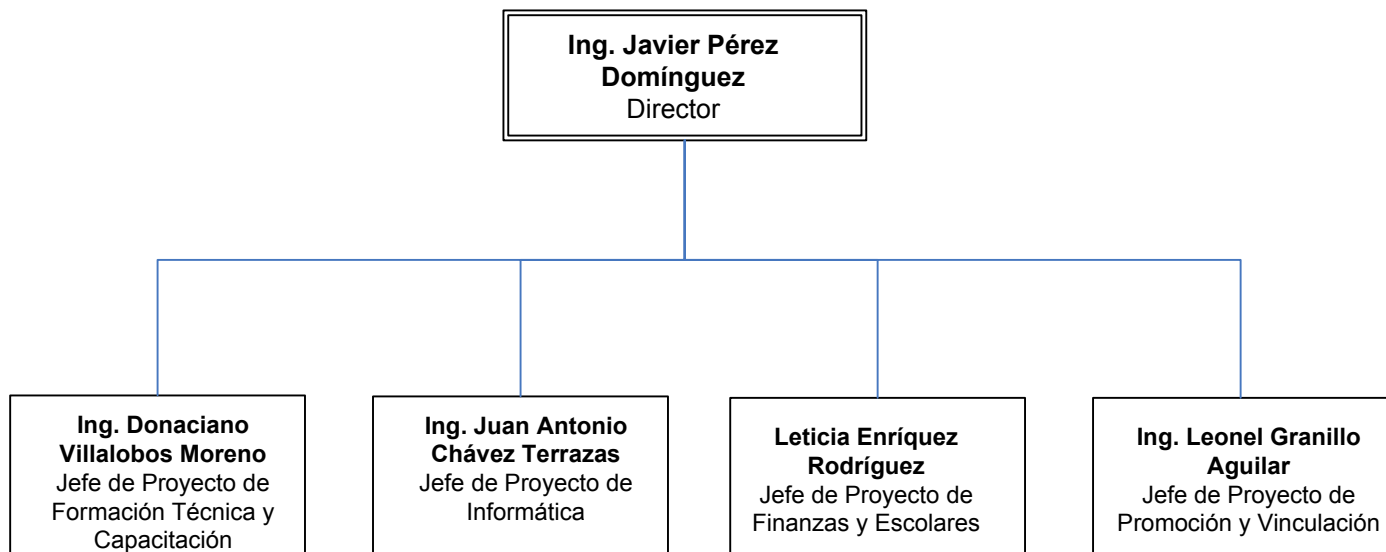 Ing. Javier Pérez
Domínguez
Director
Ing. Donaciano
Villalobos Moreno
Jefe de Proyecto de
Formación Técnica y
Capacitación
Ing. Juan Antonio
Chávez Terrazas
Jefe de Proyecto de
Informática
Leticia Enríquez
Rodríguez
Jefe de Proyecto de
Finanzas y Escolares
Ing. Leonel Granillo
Aguilar
Jefe de Proyecto de
Promoción y Vinculación